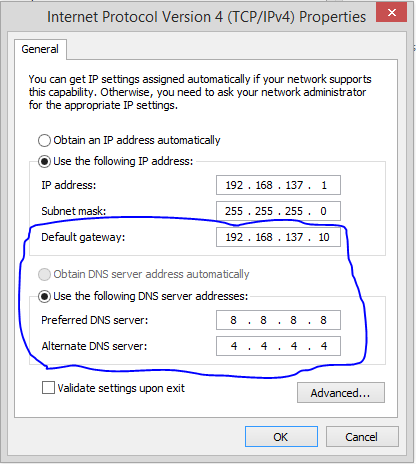 Internet Protocol Version 4 (TCP/IPv4) Properties
General
You can get IP settings assigned automatically if your network supports
this capability. Otherwise, you need to ask your network administrator
for the appropriate IP settings.
Obtain an IP address automatically
Use the following IP address:
IP address: 192 . 168 . 137 . 1
Subnet mask: 255 . 255 . 255 . 0
Default gateway: 192 . 168 . 137 . 10
Obtain DNS server address automatically
Use the following DNS server addresses:
Preferred DNS server: 8 . 8 . 8 . 8
Alternate DNS server: 4 . 4 . 4 . 4
Validate settings upon exit
Advanced...
OK Cancel